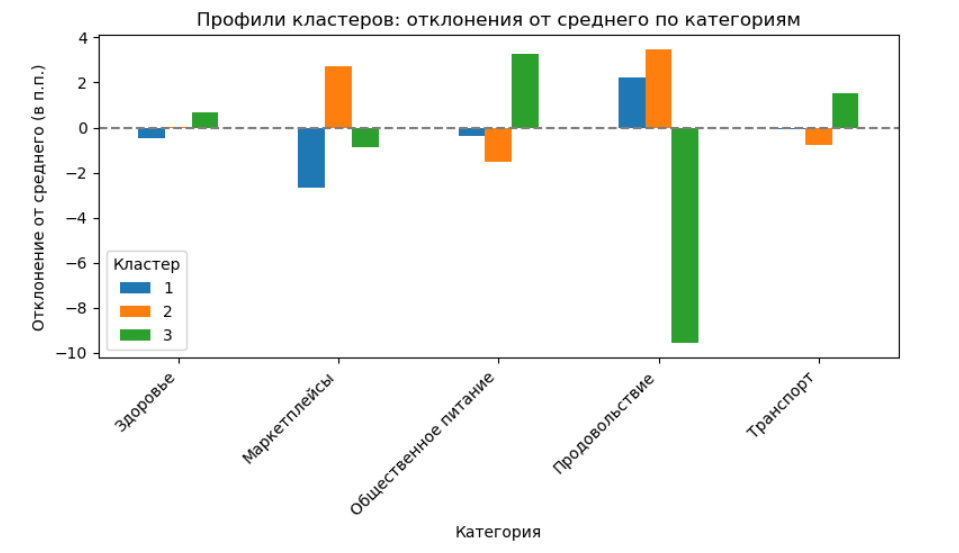 Профили кластеров: отклонения от среднего по категориям
Отклонение от среднего (в п.п.)
4
2
0
−2
−4
−6
−8
−10
Кластер
1
2
3
Здоровье
Маркетплейсы
Общественное питание
Продовольствие
Транспорт
Категория